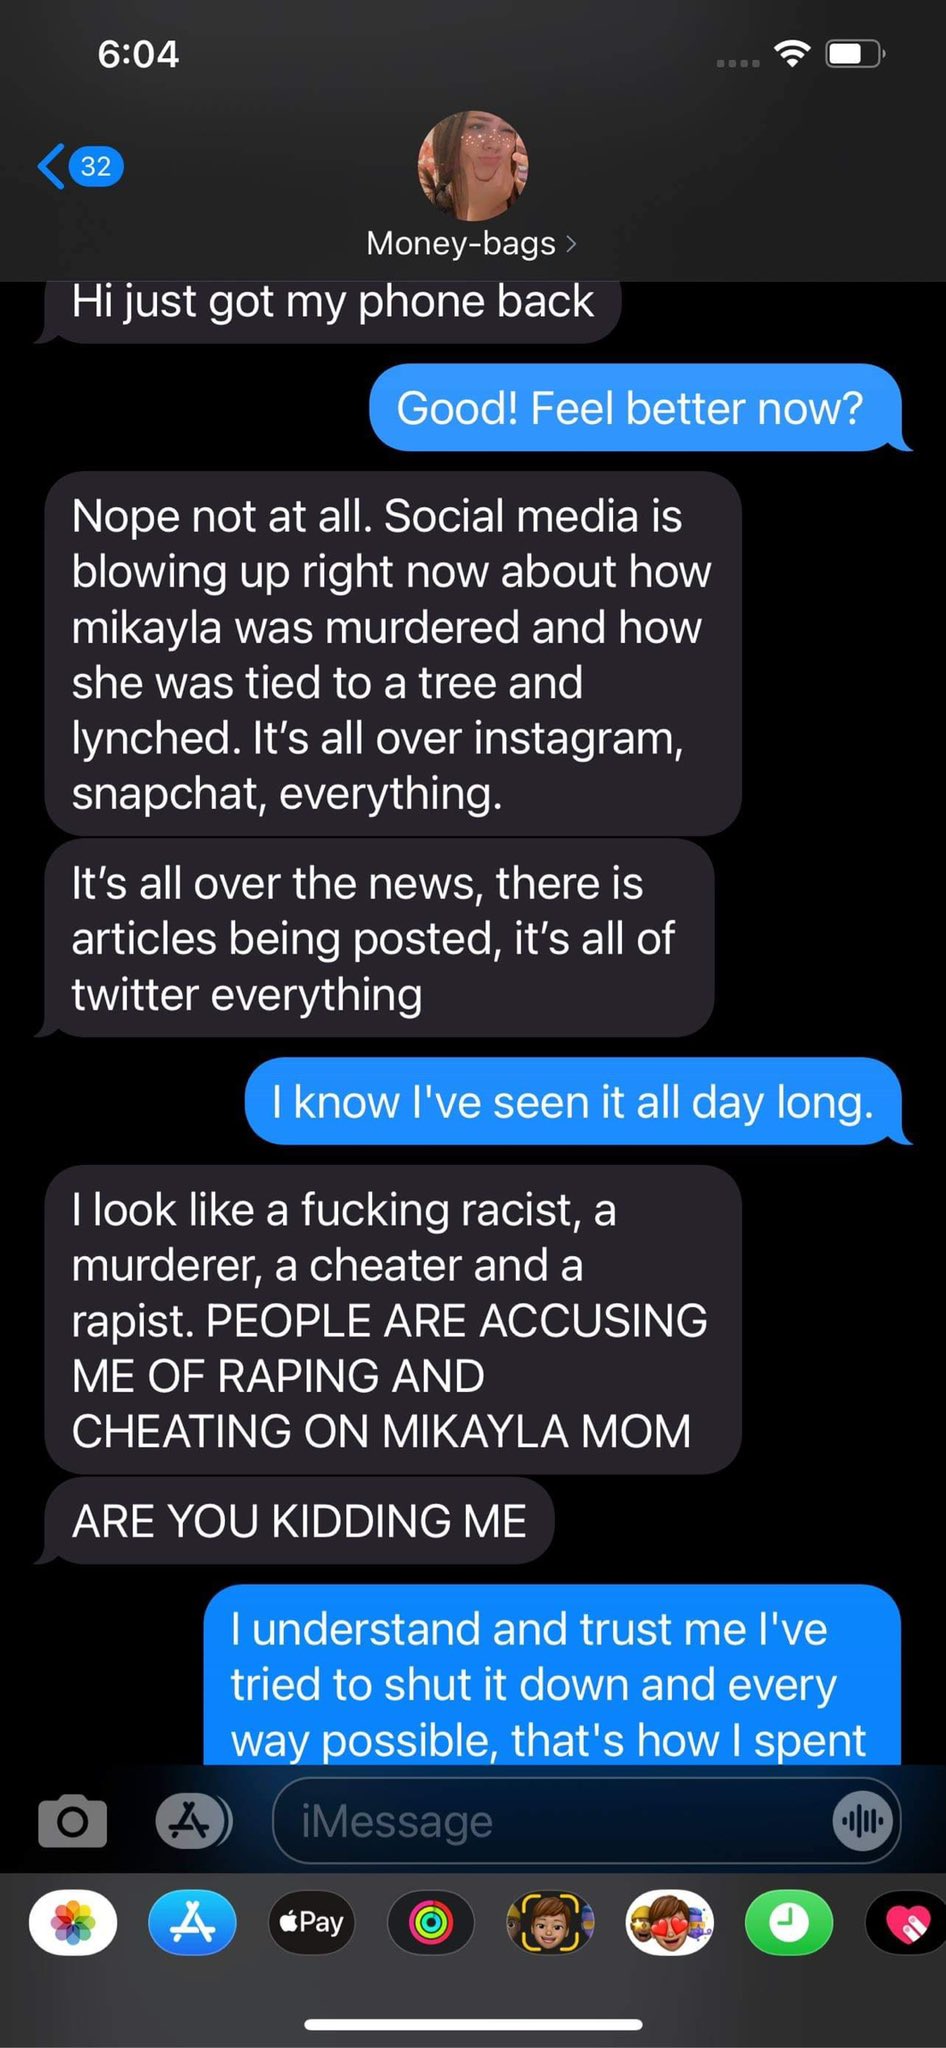 6:04
32
Money-bags >
Hi just got my phone back
Good! Feel better now?
Nope not at all. Social media is
blowing up right now about how
mikayla was murdered and how
she was tied to a tree and
lynched. It’s all over instagram,
snapchat, everything.
It’s all over the news, there is
articles being posted, it’s all of
twitter everything
I know I've seen it all day long.
I look like a fucking racist, a
murderer, a cheater and a
rapist. PEOPLE ARE ACCUSING
ME OF RAPING AND
CHEATING ON MIKAYLA MOM
ARE YOU KIDDING ME
I understand and trust me I've
tried to shut it down and every
way possible, that's how I spent
iMessage
Pay